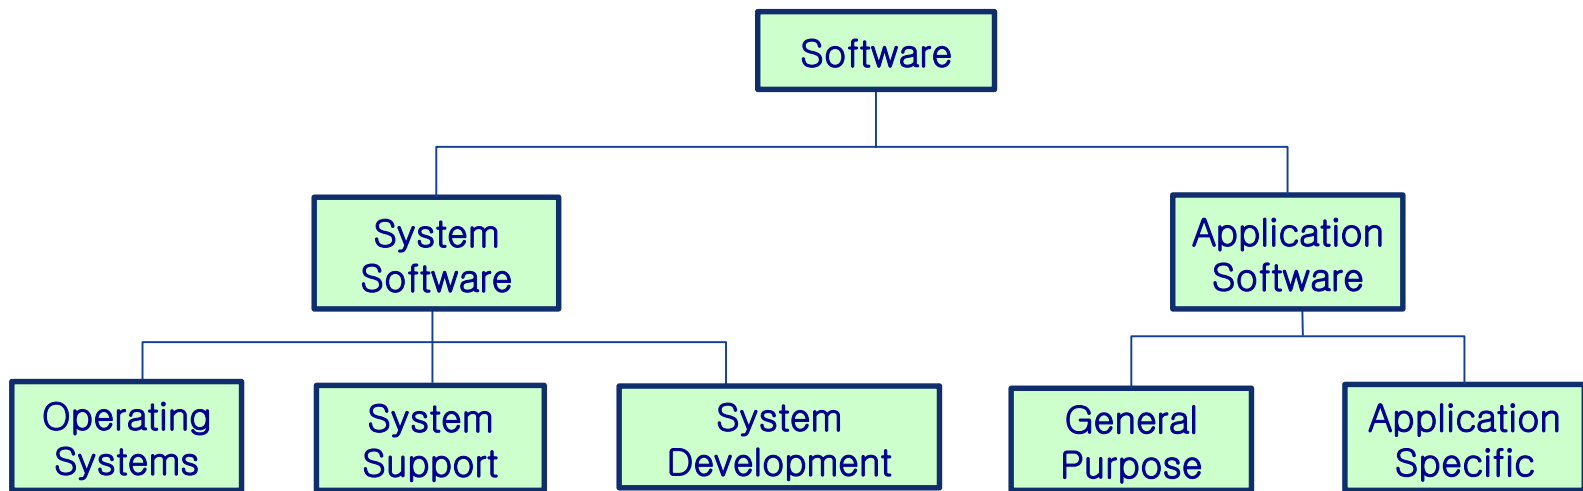 Software
System
Software
Application
Software
Operating
Systems
System
Support
System
Development
General
Purpose
Application
Specific